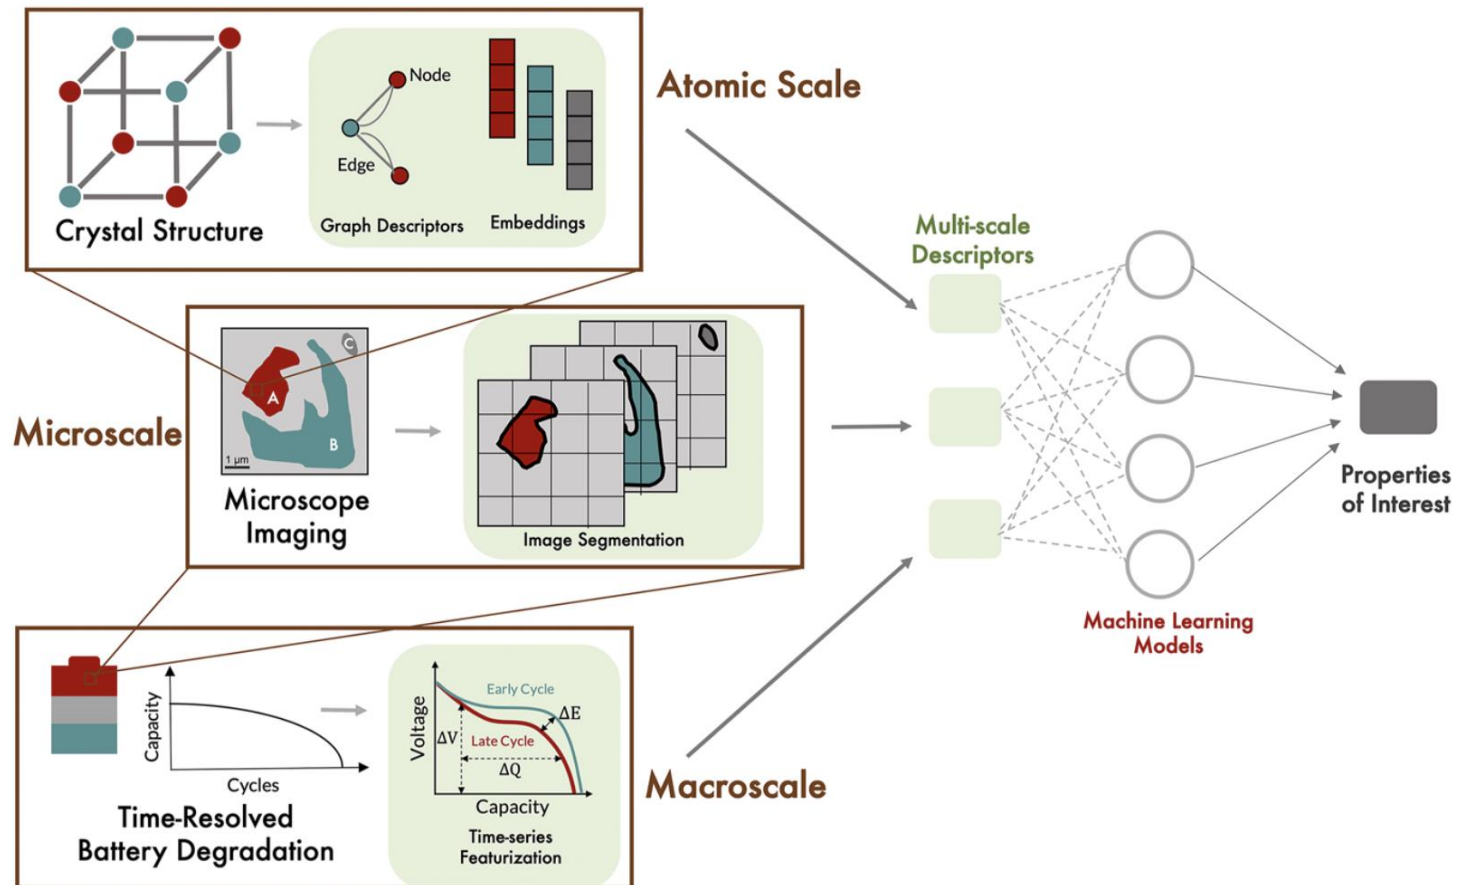 Node
Edge
Graph Descriptors
Embeddings
Crystal Structure
Atomic Scale
Microscale
A
B
C
1 μm
Microscope
Imaging
Image Segmentation
Capacity
Cycles
Time-Resolved
Battery Degradation
Voltage
Early Cycle
ΔE
ΔV
Late Cycle
ΔQ
Capacity
Time-series
Featurization
Macroscale
Multi-scale
Descriptors
Machine Learning
Models
Properties
of Interest